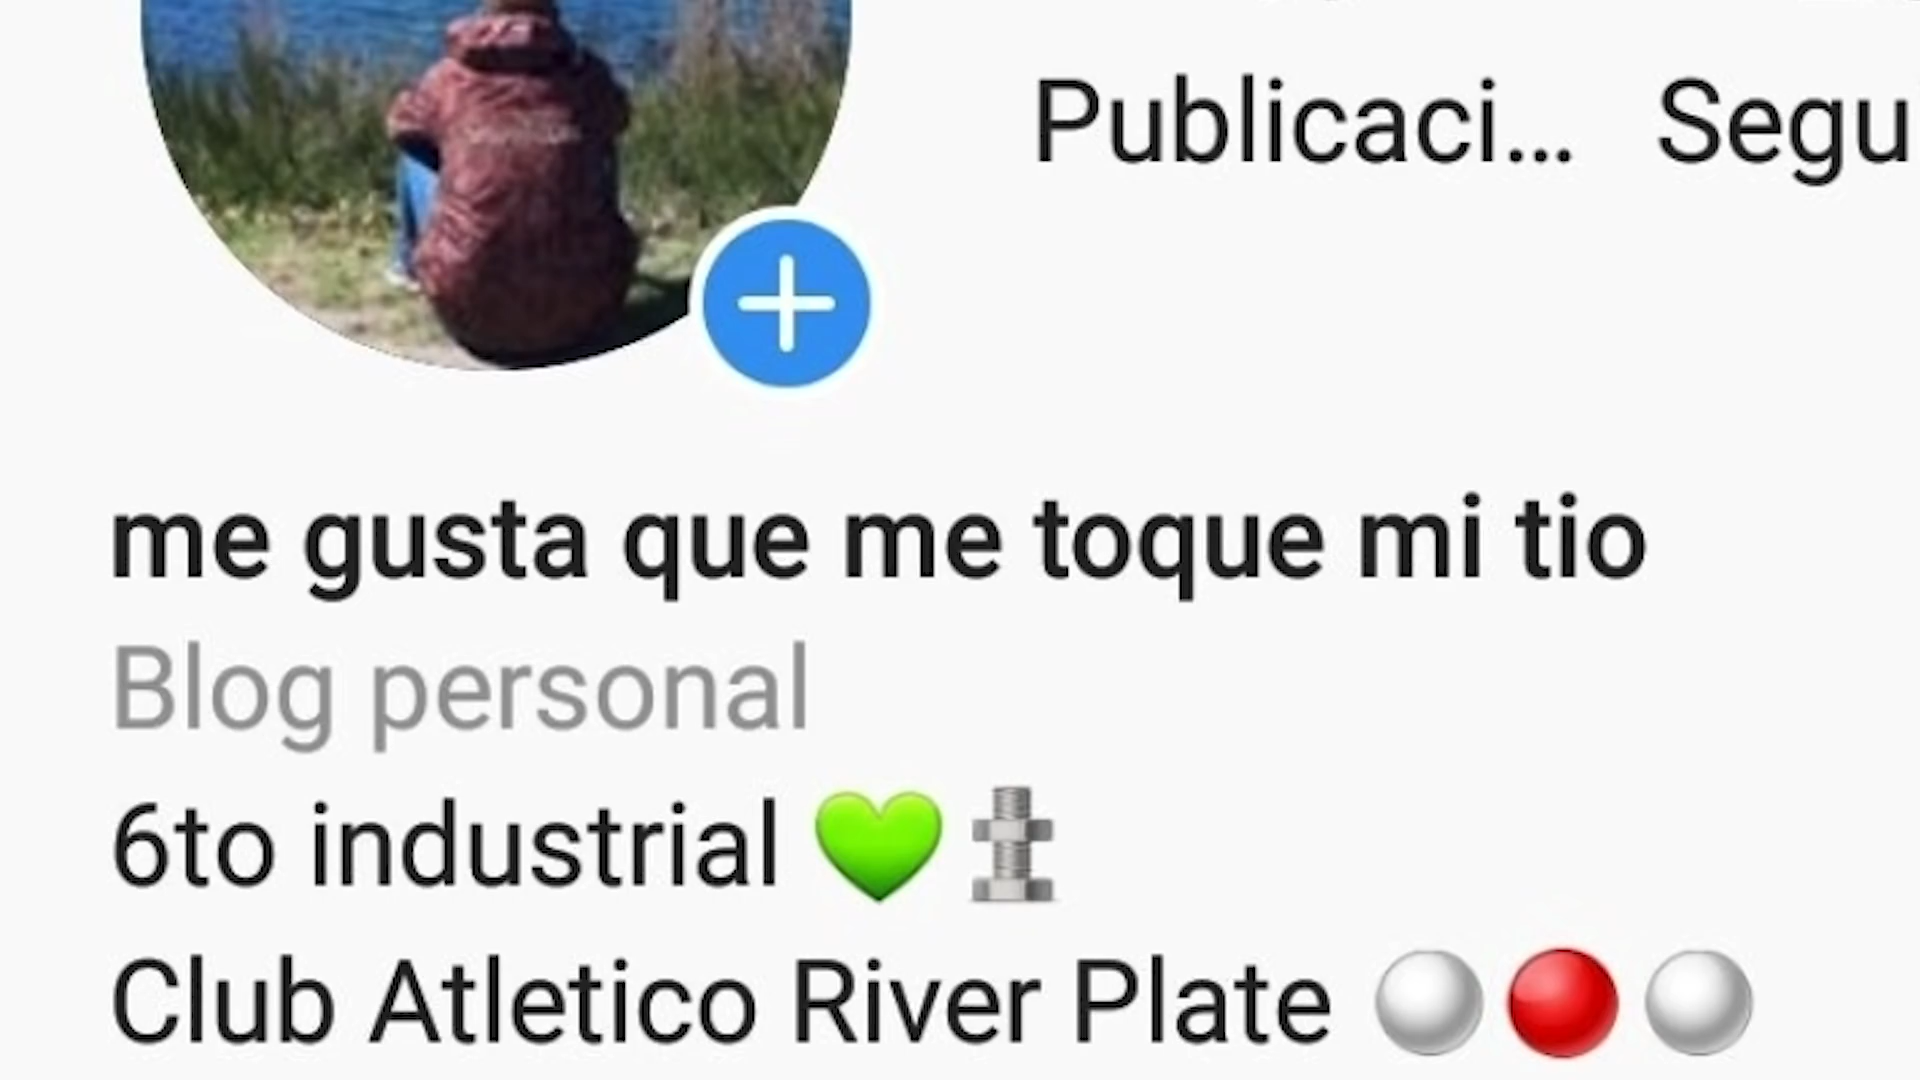 Publicaci... Segu
me gusta que me toque mi tio
Blog personal
6to industrial 💚🔩
Club Atletico River Plate ⚪🔴⚪